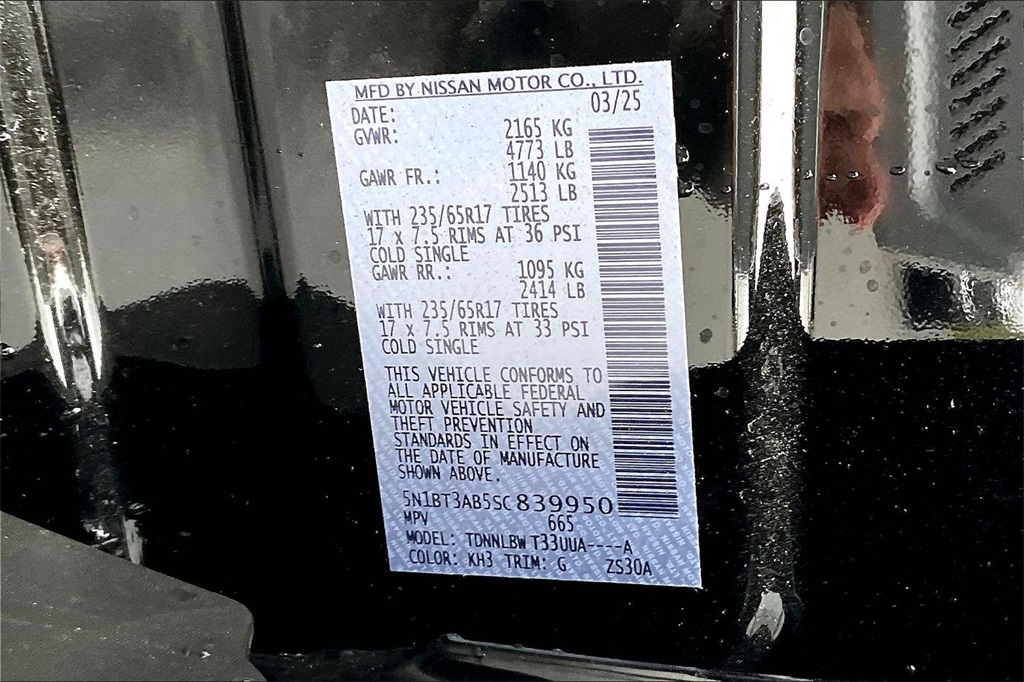 MFD BY NISSAN MOTOR CO., LTD.
DATE: 03/25
GVWR: 2165 KG
4773 LB
GAWR FR.: 1140 KG
2513 LB
WITH 235/65R17 TIRES
17 x 7.5 RIMS AT 36 PSI
COLD SINGLE
GAWR RR.: 1095 KG
2414 LB
WITH 235/65R17 TIRES
17 x 7.5 RIMS AT 33 PSI
COLD SINGLE
THIS VEHICLE CONFORMS TO
ALL APPLICABLE FEDERAL
MOTOR VEHICLE SAFETY AND
THEFT PREVENTION
STANDARDS IN EFFECT ON
THE DATE OF MANUFACTURE
SHOWN ABOVE.
5N1BT3AB5SC839950
MPV 665
MODEL: TDNNLBW T33UUA----A
COLOR: KH3 TRIM: G ZS30A